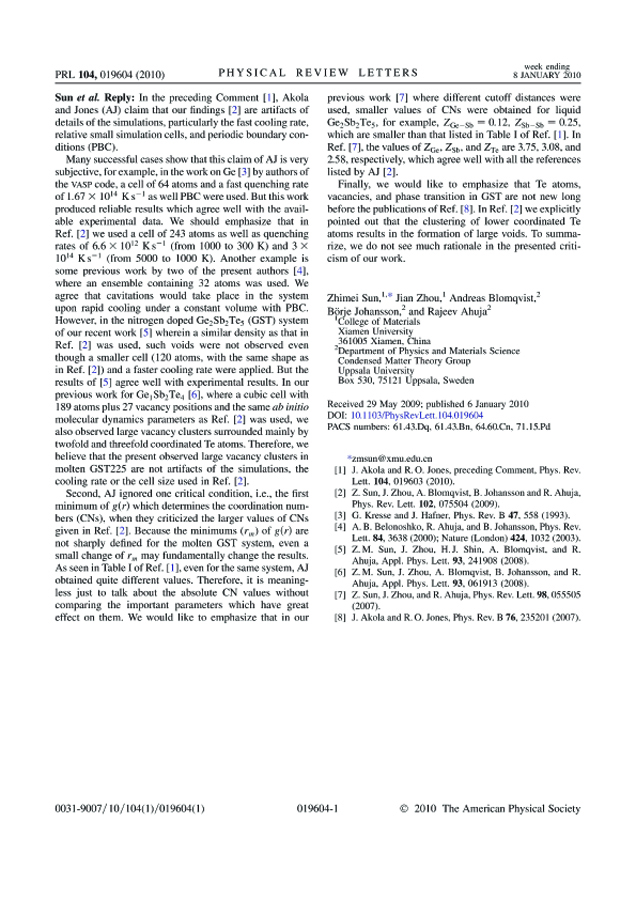 PRL 104, 019604 (2010)
PHYSICAL REVIEW LETTERS
week ending
8 JANUARY 2010
Sun et al. Reply: In the preceding Comment [1], Akola
and Jones (AJ) claim that our findings [2] are artifacts of
details of the simulations, particularly the fast cooling rate,
relative small simulation cells, and periodic boundary con-
ditions (PBC).
Many successful cases show that this claim of AJ is very
subjective, for example, in the work on Ge [3] by authors of
the VASP code, a cell of 64 atoms and a fast quenching rate
of 1.67 × 10¹⁴ K s⁻¹ as well PBC were used. But this work
produced reliable results which agree well with the avail-
able experimental data. We should emphasize that in
Ref. [2] we used a cell of 243 atoms as well as quenching
rates of 6.6 × 10¹² K s⁻¹ (from 1000 to 300 K) and 3 ×
10¹⁴ K s⁻¹ (from 5000 to 1000 K). Another example is
some previous work by two of the present authors [4],
where an ensemble containing 32 atoms was used. We
agree that cavitations would take place in the system
upon rapid cooling under a constant volume with PBC.
However, in the nitrogen doped Ge₂Sb₂Te₅ (GST) system
of our recent work [5] wherein a similar density as that in
Ref. [2] was used, such voids were not observed even
though a smaller cell (120 atoms, with the same shape as
in Ref. [2]) and a faster cooling rate were applied. But the
results of [5] agree well with experimental results. In our
previous work for Ge₁Sb₂Te₄ [6], where a cubic cell with
189 atoms plus 27 vacancy positions and the same ab initio
molecular dynamics parameters as Ref. [2] was used, we
also observed large vacancy clusters surrounded mainly by
twofold and threefold coordinated Te atoms. Therefore, we
believe that the present observed large vacancy clusters in
molten GST225 are not artifacts of the simulations, the
cooling rate or the cell size used in Ref. [2].
Second, AJ ignored one critical condition, i.e., the first
minimum of g(r) which determines the coordination num-
bers (CNs), when they criticized the larger values of CNs
given in Ref. [2]. Because the minimums (rₘ) of g(r) are
not sharply defined for the molten GST system, even a
small change of rₘ may fundamentally change the results.
As seen in Table I of Ref. [1], even for the same system, AJ
obtained quite different values. Therefore, it is meaning-
less just to talk about the absolute CN values without
comparing the important parameters which have great
effect on them. We would like to emphasize that in our
previous work [7] where different cutoff distances were
used, smaller values of CNs were obtained for liquid
Ge₂Sb₂Te₅, for example, Z_Ge−Sb = 0.12, Z_Sb−Sb = 0.25,
which are smaller than that listed in Table I of Ref. [1]. In
Ref. [7], the values of Z_Ge, Z_Sb, and Z_Te are 3.75, 3.08, and
2.58, respectively, which agree well with all the references
listed by AJ [2].
Finally, we would like to emphasize that Te atoms,
vacancies, and phase transition in GST are not new long
before the publications of Ref. [8]. In Ref. [2] we explicitly
pointed out that the clustering of lower coordinated Te
atoms results in the formation of large voids. To summa-
rize, we do not see much rationale in the presented criti-
cism of our work.
Zhimei Sun,¹,* Jian Zhou,¹ Andreas Blomqvist,²
Börje Johansson,² and Rajeev Ahuja²
¹College of Materials
Xiamen University
361005 Xiamen, China
²Department of Physics and Materials Science
Condensed Matter Theory Group
Uppsala University
Box 530, 75121 Uppsala, Sweden
Received 29 May 2009; published 6 January 2010
DOI: 10.1103/PhysRevLett.104.019604
PACS numbers: 61.43.Dq, 61.43.Bn, 64.60.Cn, 71.15.Pd
*zmsun@xmu.edu.cn
[1] J. Akola and R. O. Jones, preceding Comment, Phys. Rev.
Lett. 104, 019603 (2010).
[2] Z. Sun, J. Zhou, A. Blomqvist, B. Johansson and R. Ahuja,
Phys. Rev. Lett. 102, 075504 (2009).
[3] G. Kresse and J. Hafner, Phys. Rev. B 47, 558 (1993).
[4] A. B. Belonoshko, R. Ahuja, and B. Johansson, Phys. Rev.
Lett. 84, 3638 (2000); Nature (London) 424, 1032 (2003).
[5] Z. M. Sun, J. Zhou, H. J. Shin, A. Blomqvist, and R.
Ahuja, Appl. Phys. Lett. 93, 241908 (2008).
[6] Z. M. Sun, J. Zhou, A. Blomqvist, B. Johansson, and R.
Ahuja, Appl. Phys. Lett. 93, 061913 (2008).
[7] Z. Sun, J. Zhou, and R. Ahuja, Phys. Rev. Lett. 98, 055505
(2007).
[8] J. Akola and R. O. Jones, Phys. Rev. B 76, 235201 (2007).
0031-9007/10/104(1)/019604(1)
019604-1
© 2010 The American Physical Society